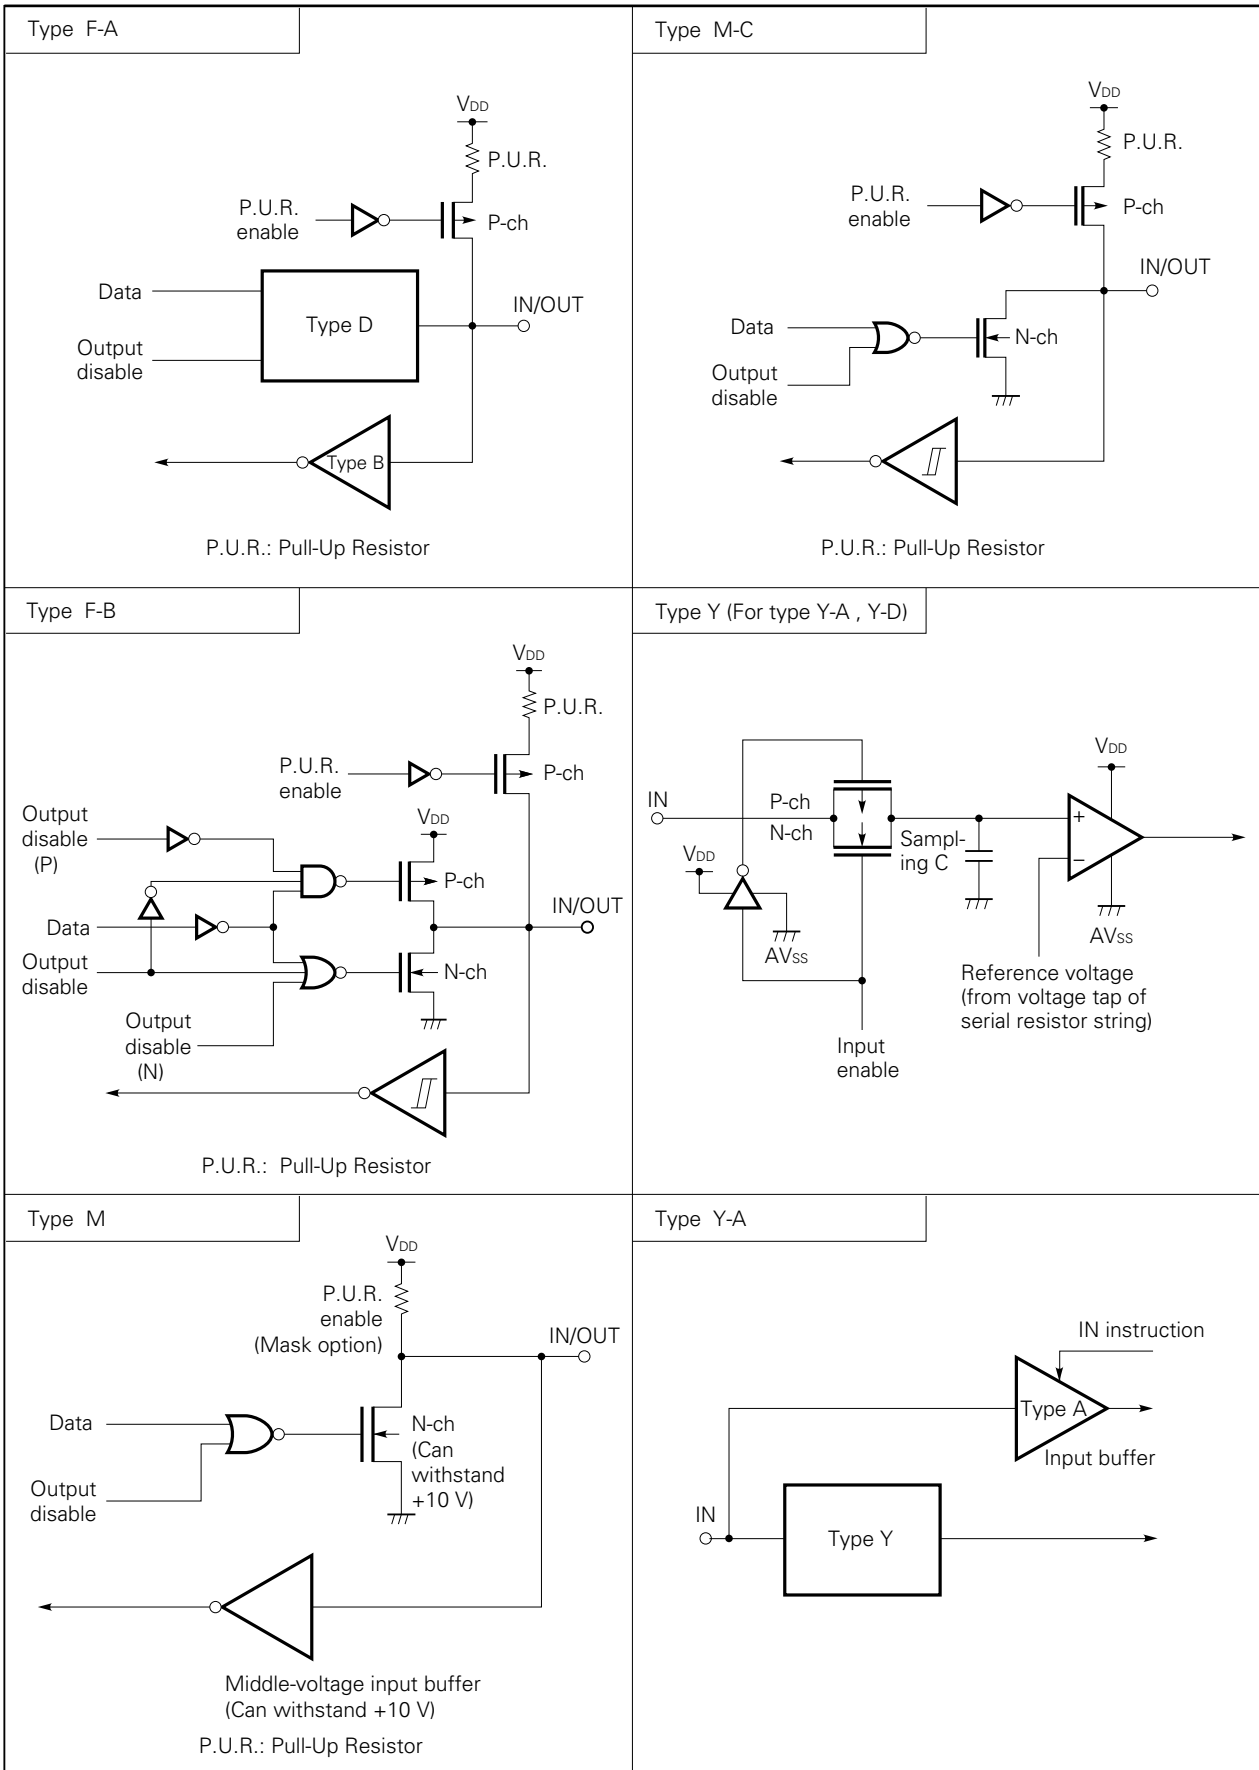 Type F-A
VDD
P.U.R.
P.U.R.
enable
P-ch
Data
Type D
IN/OUT
Output
disable
Type B
P.U.R.: Pull-Up Resistor
Type M-C
VDD
P.U.R.
P.U.R.
enable
P-ch
IN/OUT
Data
N-ch
Output
disable
P.U.R.: Pull-Up Resistor
Type F-B
VDD
P.U.R.
P.U.R.
enable
P-ch
Output
disable
(P)
VDD
P-ch
IN/OUT
Data
Output
disable
N-ch
Output
disable
(N)
P.U.R.: Pull-Up Resistor
Type Y (For type Y-A , Y-D)
VDD
IN
P-ch
N-ch
VDD
Sampl-
ing C
+
−
AVSS
AVSS
Reference voltage
(from voltage tap of
serial resistor string)
Input
enable
Type M
VDD
P.U.R.
enable
(Mask option)
IN/OUT
Data
N-ch
(Can
withstand
+10 V)
Output
disable
Middle-voltage input buffer
(Can withstand +10 V)
P.U.R.: Pull-Up Resistor
Type Y-A
IN instruction
Type A
Input buffer
IN
Type Y